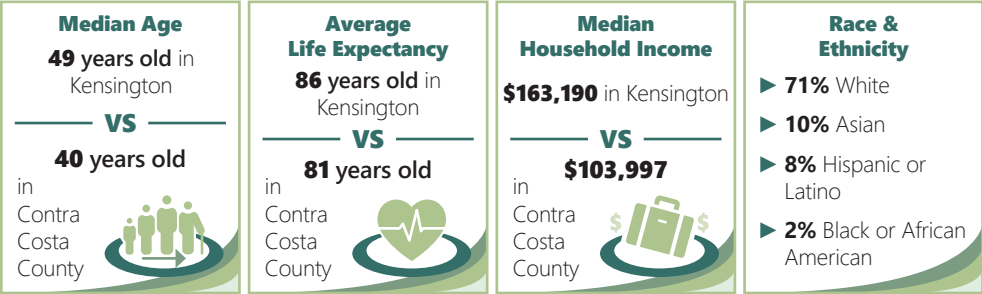 Median Age
49 years old in
Kensington
VS
40 years old
in
Contra
Costa
County
Average
Life Expectancy
86 years old in
Kensington
VS
81 years old
in
Contra
Costa
County
Median
Household Income
$163,190 in Kensington
VS
$103,997
in
Contra
Costa
County
$ $
Race &
Ethnicity
► 71% White
► 10% Asian
► 8% Hispanic or
Latino
► 2% Black or African
American